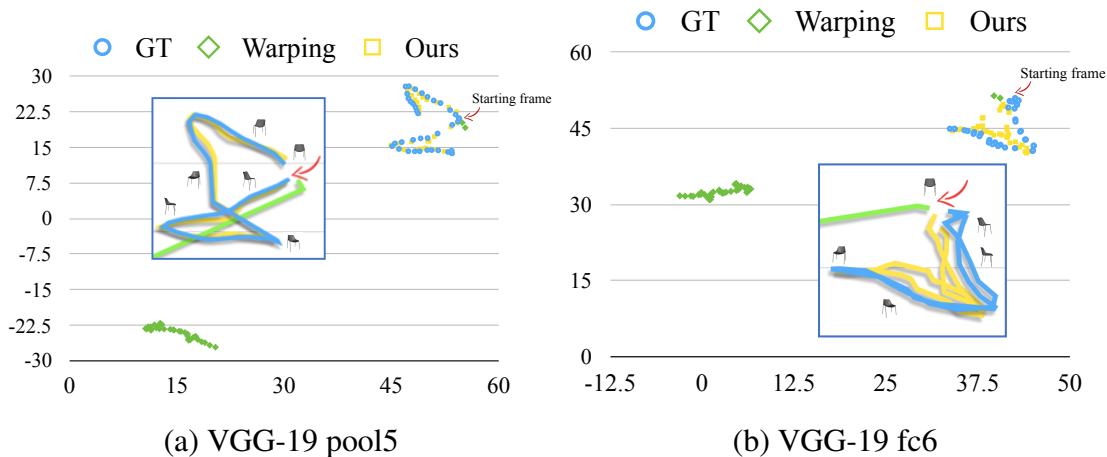 GT Warping Ours
30
22.5
15
7.5
0
-7.5
-15
-22.5
-30
Starting frame
0 15 30 45 60
(a) VGG-19 pool5
GT Warping Ours
60
45
30
15
0
Starting frame
-12.5 0 12.5 25 37.5 50
(b) VGG-19 fc6